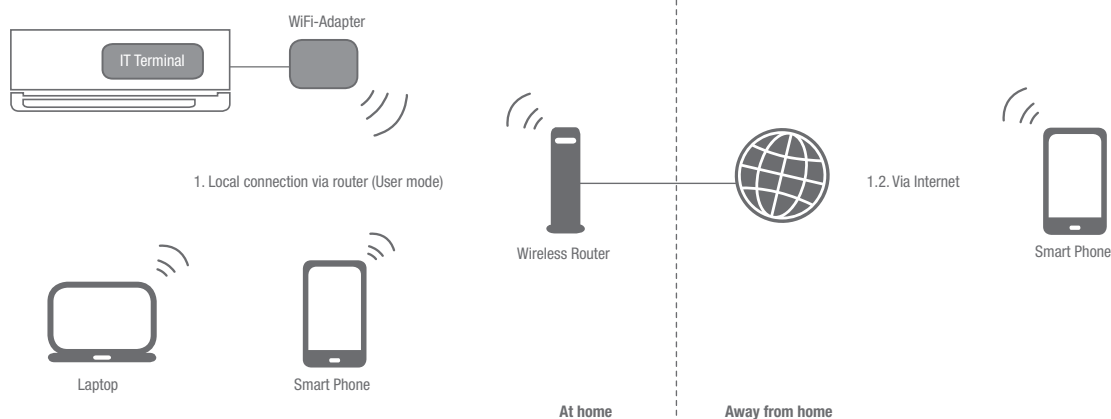 WiFi-Adapter
IT Terminal
1. Local connection via router (User mode)
1.2. Via Internet
Wireless Router
Smart Phone
Laptop
Smart Phone
At home
Away from home